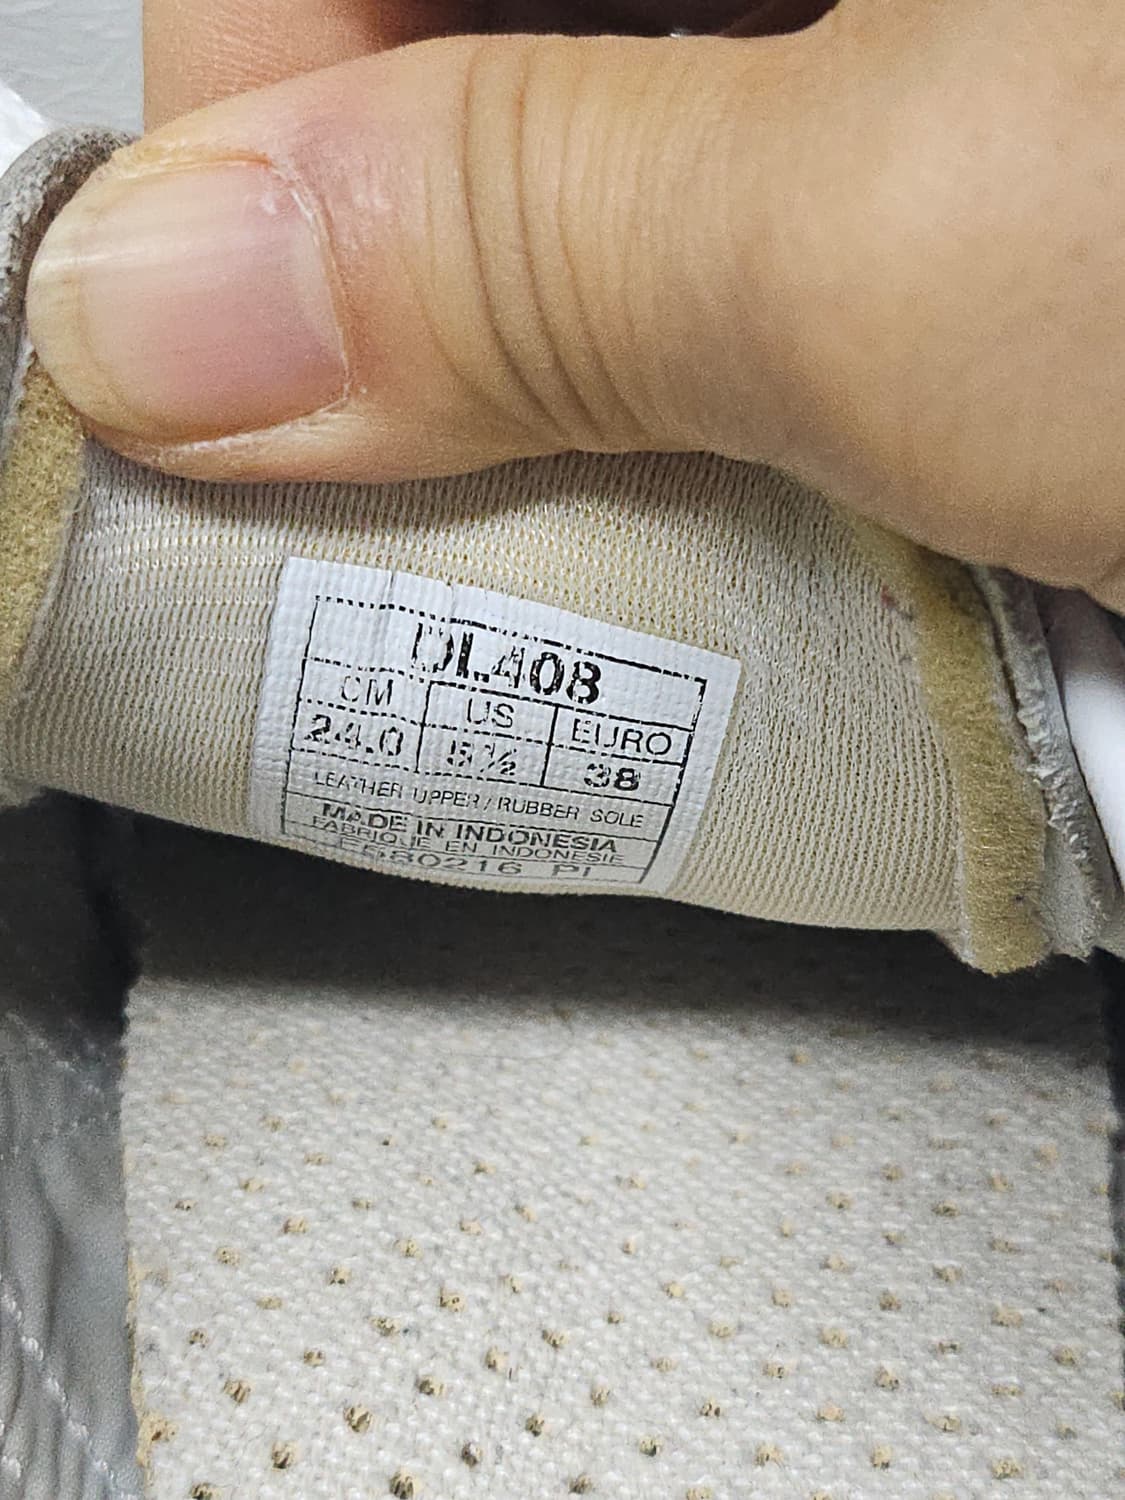 DL408
CM US EURO
24.0 5½ 38
LEATHER UPPER / RUBBER SOLE
MADE IN INDONESIA
FABRIQUE EN INDONESIE
PI